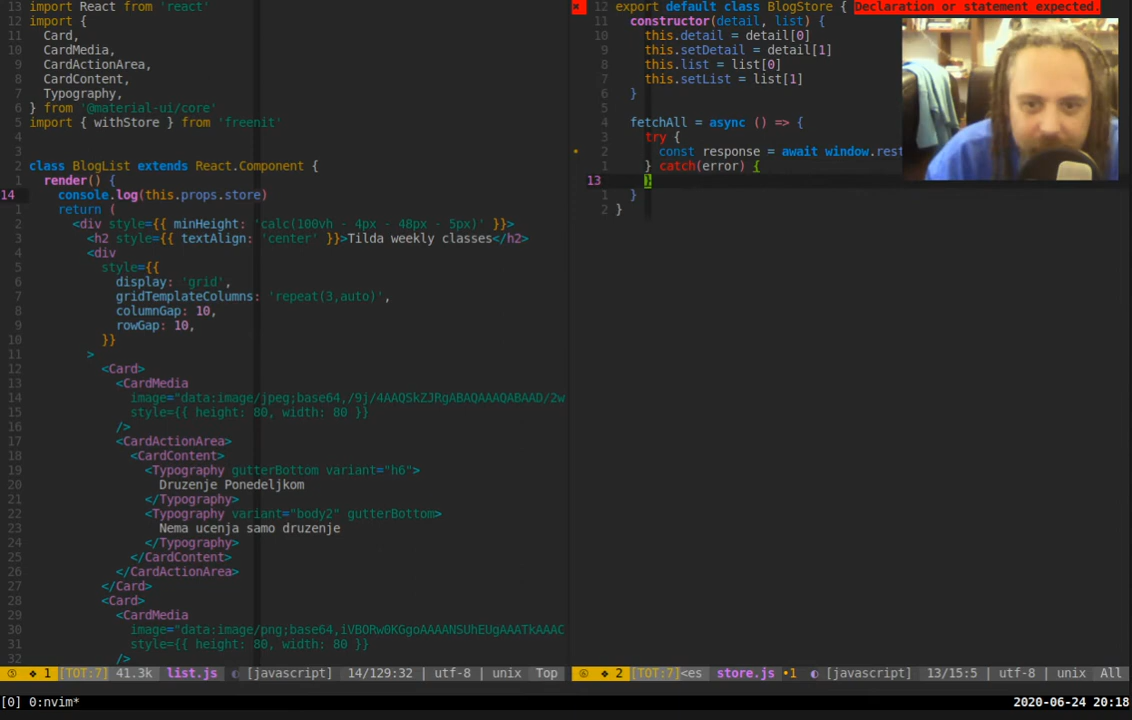 13 import React from 'react'
12 import {
11 Card,
10 CardMedia,
9 CardActionArea,
8 CardContent,
7 Typography,
6 } from '@material-ui/core'
5 import { withStore } from 'freenit'
4
3
2 class BlogList extends React.Component {
1 render() {
14 console.log(this.props.store)
1 return (
2 <div style={{ minHeight: 'calc(100vh - 4px - 48px - 5px)' }}>
3 <h2 style={{ textAlign: 'center' }}>Tilda weekly classes</h2>
4 <div
5 style={{
6 display: 'grid',
7 gridTemplateColumns: 'repeat(3,auto)',
8 columnGap: 10,
9 rowGap: 10,
10 }}
11 >
12 <Card>
13 <CardMedia
14 image="data:image/jpeg;base64,/9j/4AAQSkZJRgABAQAAAQABAAD/2w
15 style={{ height: 80, width: 80 }}
16 />
17 <CardActionArea>
18 <CardContent>
19 <Typography gutterBottom variant="h6">
20 Druzenje Ponedeljkom
21 </Typography>
22 <Typography variant="body2" gutterBottom>
23 Nema ucenja samo druzenje
24 </Typography>
25 </CardContent>
26 </CardActionArea>
27 </Card>
28 <Card>
29 <CardMedia
30 image="data:image/png;base64,iVBORw0KGgoAAAANSUhEUgAAATkAAAC
31 style={{ height: 80, width: 80 }}
32 />
1 [TOT:7] 41.3k list.js [javascript] 14/129:32 | utf-8 | unix Top
12 export default class BlogStore { Declaration or statement expected.
11 constructor(detail, list) {
10 this.detail = detail[0]
9 this.setDetail = detail[1]
8 this.list = list[0]
7 this.setList = list[1]
6 }
5
4 fetchAll = async () => {
3 try {
2 const response = await window.rest
1 } catch(error) {
13 }
1 }
2 }
2 [TOT:7]<es store.js •1 [javascript] 13/15:5 | utf-8 | unix All
[0] 0:nvim* 2020-06-24 20:18